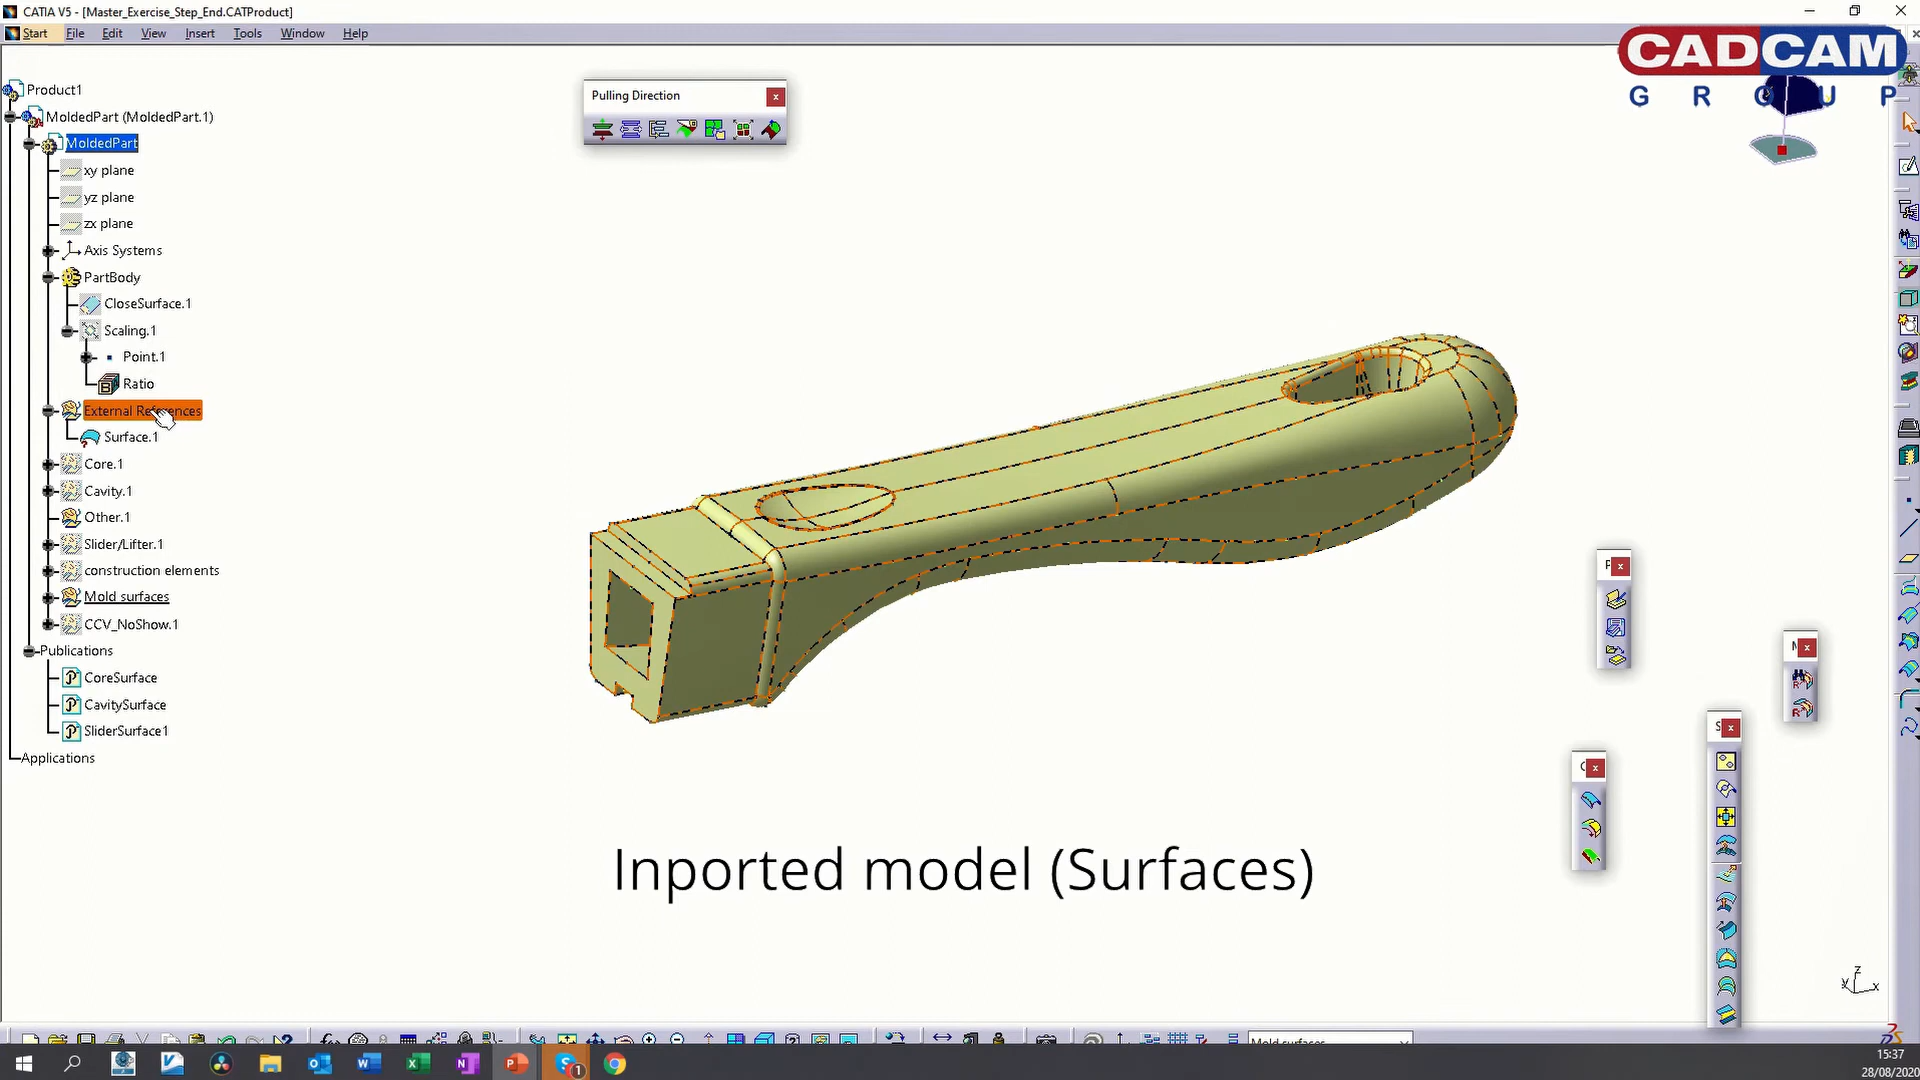 CATIA V5 - [Master_Exercise_Step_End.CATProduct]
Start File Edit View Insert Tools Window Help
CADCAM
GROUP
Product1
MoldedPart (MoldedPart.1)
MoldedPart
xy plane
yz plane
zx plane
Axis Systems
PartBody
CloseSurface.1
Scaling.1
Point.1
Ratio
External References
Surface.1
Core.1
Cavity.1
Other.1
Slider/Lifter.1
construction elements
Mold surfaces
CCV_NoShow.1
Publications
CoreSurface
CavitySurface
SliderSurface1
Applications
Pulling Direction
Inported model (Surfaces)
z
y
x
Mold surfaces
15:37
28/08/2020